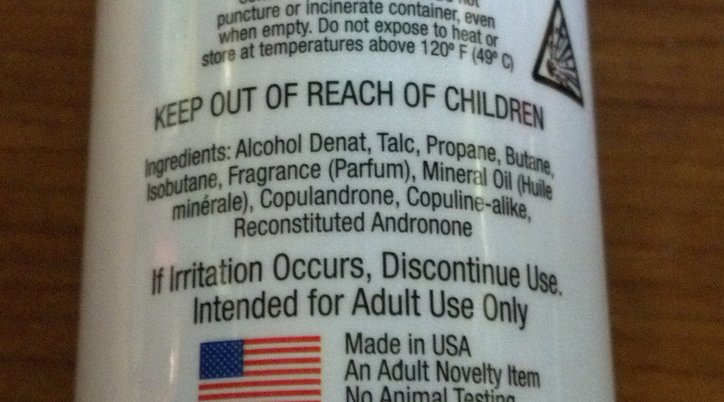 not
puncture or incinerate container, even
when empty. Do not expose to heat or
store at temperatures above 120º F (49º C)
KEEP OUT OF REACH OF CHILDREN
Ingredients: Alcohol Denat, Talc, Propane, Butane,
Isobutane, Fragrance (Parfum), Mineral Oil (Huile
minérale), Copulandrone, Copuline-alike,
Reconstituted Andronone
If Irritation Occurs, Discontinue Use.
Intended for Adult Use Only
Made in USA
An Adult Novelty Item
No Animal Testing